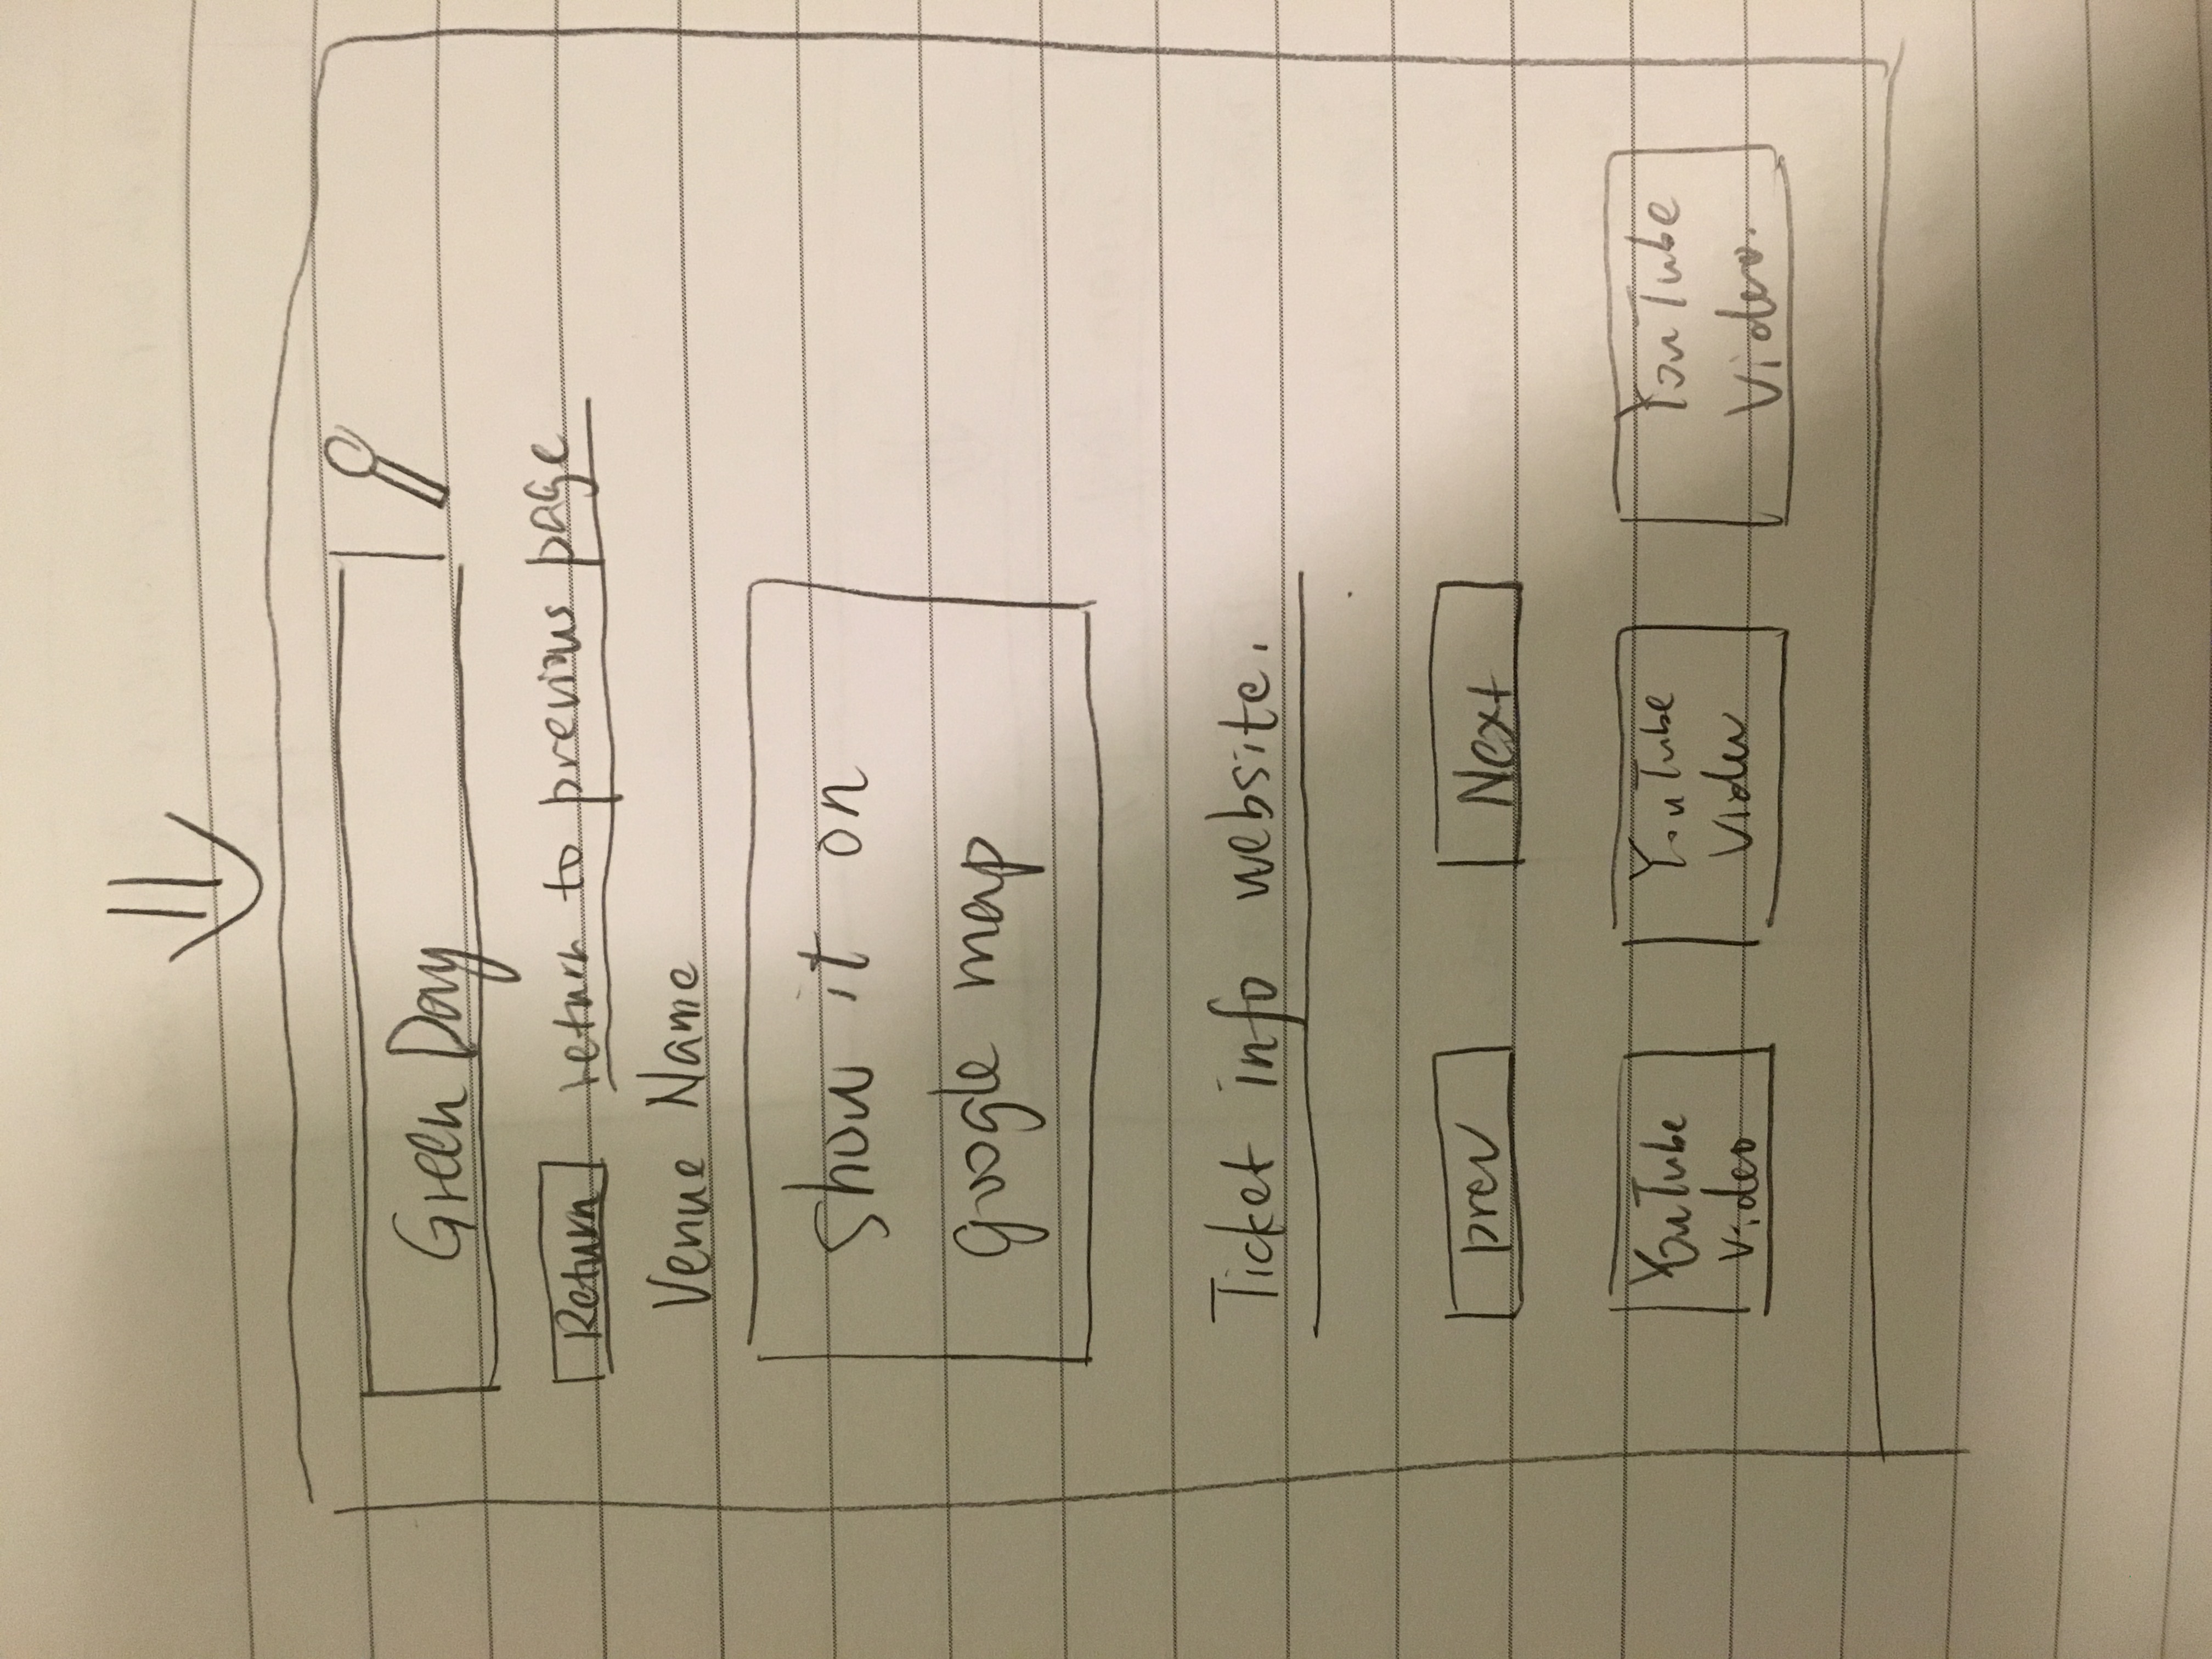 Green Day
Return return to previous page
Venue Name
Show it on
google map
Ticket info website.
prev Next
YouTube YouTube YouTube
Video Video Video.